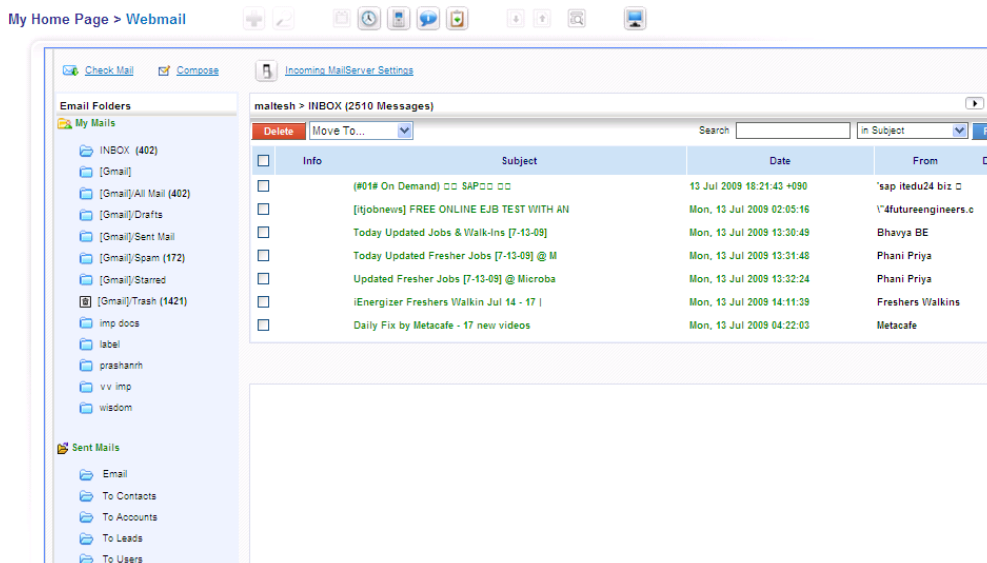 My Home Page > Webmail
Check Mail Compose Incoming MailServer Settings
Email Folders
My Mails
INBOX (402)
[Gmail]
[Gmail]/All Mail (402)
[Gmail]/Drafts
[Gmail]/Sent Mail
[Gmail]/Spam (172)
[Gmail]/Starred
[Gmail]/Trash (1421)
imp docs
label
prashanrh
v v imp
wisdom
Sent Mails
Email
To Contacts
To Accounts
To Leads
To Users
maltesh > INBOX (2510 Messages)
Delete Move To... Search in Subject
Info Subject Date From
(#01# On Demand) □□ SAP□□ □□ 13 Jul 2009 18:21:43 +090 'sap itedu24 biz □
[itjobnews] FREE ONLINE EJB TEST WITH AN Mon, 13 Jul 2009 02:05:16 \"4futureengineers.c
Today Updated Jobs & Walk-Ins [7-13-09] Mon, 13 Jul 2009 13:30:49 Bhavya BE
Today Updated Fresher Jobs [7-13-09] @ M Mon, 13 Jul 2009 13:31:48 Phani Priya
Updated Fresher Jobs [7-13-09] @ Microba Mon, 13 Jul 2009 13:32:24 Phani Priya
iEnergizer Freshers Walkin Jul 14 - 17 | Mon, 13 Jul 2009 14:11:39 Freshers Walkins
Daily Fix by Metacafe - 17 new videos Mon, 13 Jul 2009 04:22:03 Metacafe